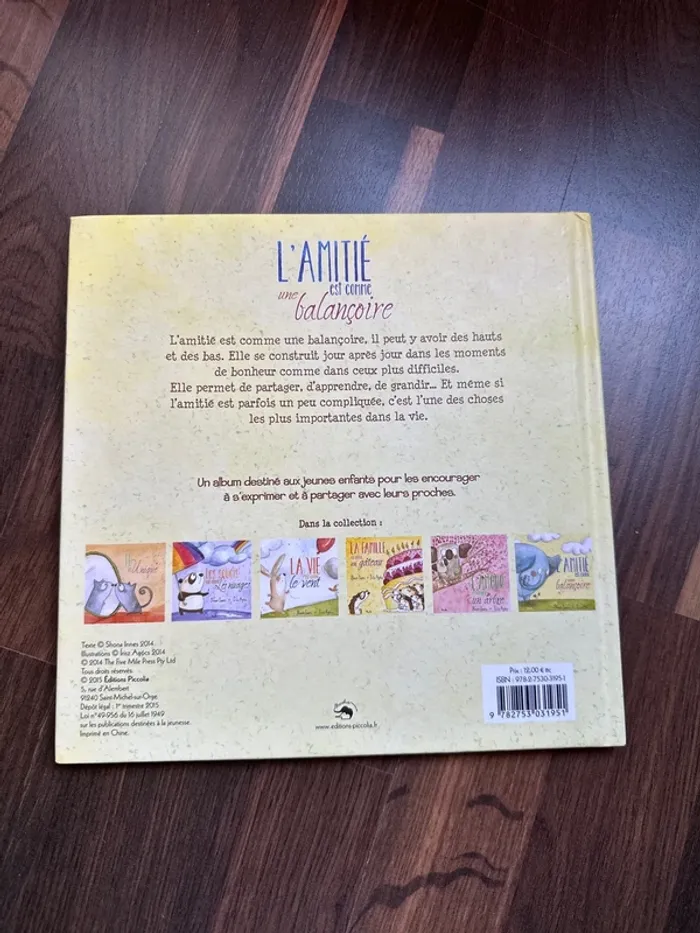 L'AMITIÉ
est comme
une
balançoire
L'amitié est comme une balançoire, il peut y avoir des hauts
et des bas. Elle se construit jour après jour dans les moments
de bonheur comme dans ceux plus difficiles.
Elle permet de partager, d'apprendre, de grandir... Et même si
l'amitié est parfois un peu compliquée, c'est l'une des choses
les plus importantes dans la vie.
Un album destiné aux jeunes enfants pour les encourager
à s'exprimer et à partager avec leurs proches.
Dans la collection :
LA VIE
le vent
LA FAMILLE
un gâteau
un arbre
L'AMITIÉ
balançoire
Texte © Shona Innes 2014.
Illustrations © Írisz Agócs 2014
© 2014 The Five Mile Press Pty Ltd
Tous droits réservés.
© 2015 Éditions Piccolia
5, rue d'Alembert
91240 Saint-Michel-sur-Orge.
Dépôt légal : 1er trimestre 2015
Loi n°49-956 du 16 juillet 1949
sur les publications destinées à la jeunesse.
Imprimé en Chine.
www.editions-piccolia.fr
Prix : 12,00 € TTC
ISBN : 978-2-7530-3195-1
9 782753 031951